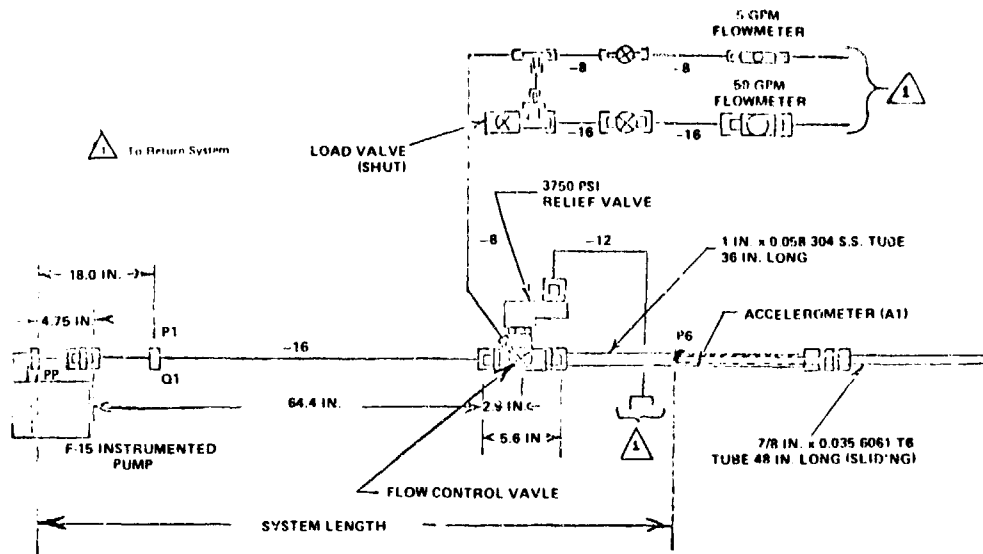 5 GPM
FLOWMETER
-8
-8
50 GPM
FLOWMETER
1
-16
-16
LOAD VALVE
(SHUT)
1 To Return System
3750 PSI
RELIEF VALVE
-8
-12
1 IN. x 0.058 304 S.S. TUBE
36 IN. LONG
18.0 IN.
4.75 IN
P1
ACCELEROMETER (A1)
P6
-16
PP
Q1
64.4 IN.
2.9 IN.
5.6 IN
1
F-15 INSTRUMENTED
PUMP
7/8 IN. x 0.035 6061 T6
TUBE 48 IN. LONG (SLIDING)
FLOW CONTROL VAVLE
SYSTEM LENGTH